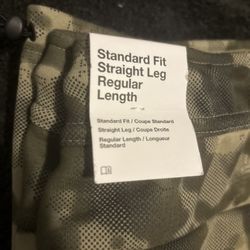 Standard Fit
Straight Leg
Regular
Length
Standard Fit / Coupe Standard
Straight Leg / Coupe Droite
Regular Length / Longueur
Standard